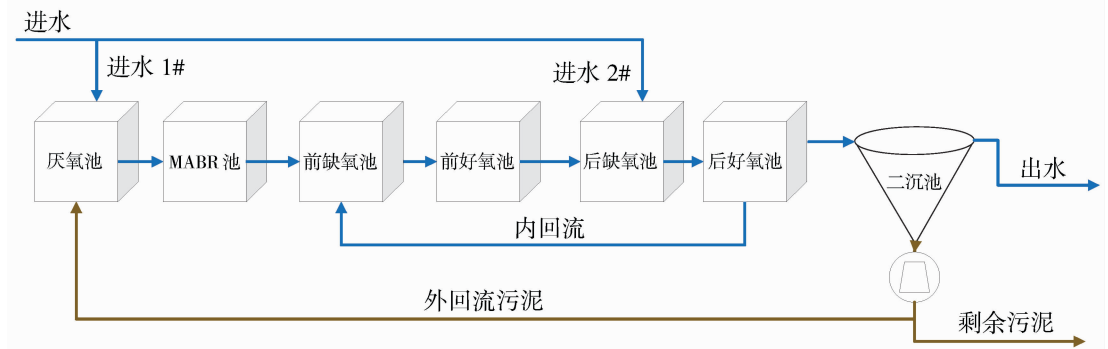 进水
进水 1#
进水 2#
厌氧池
MABR 池
前缺氧池
前好氧池
后缺氧池
后好氧池
二沉池
出水
内回流
外回流污泥
剩余污泥